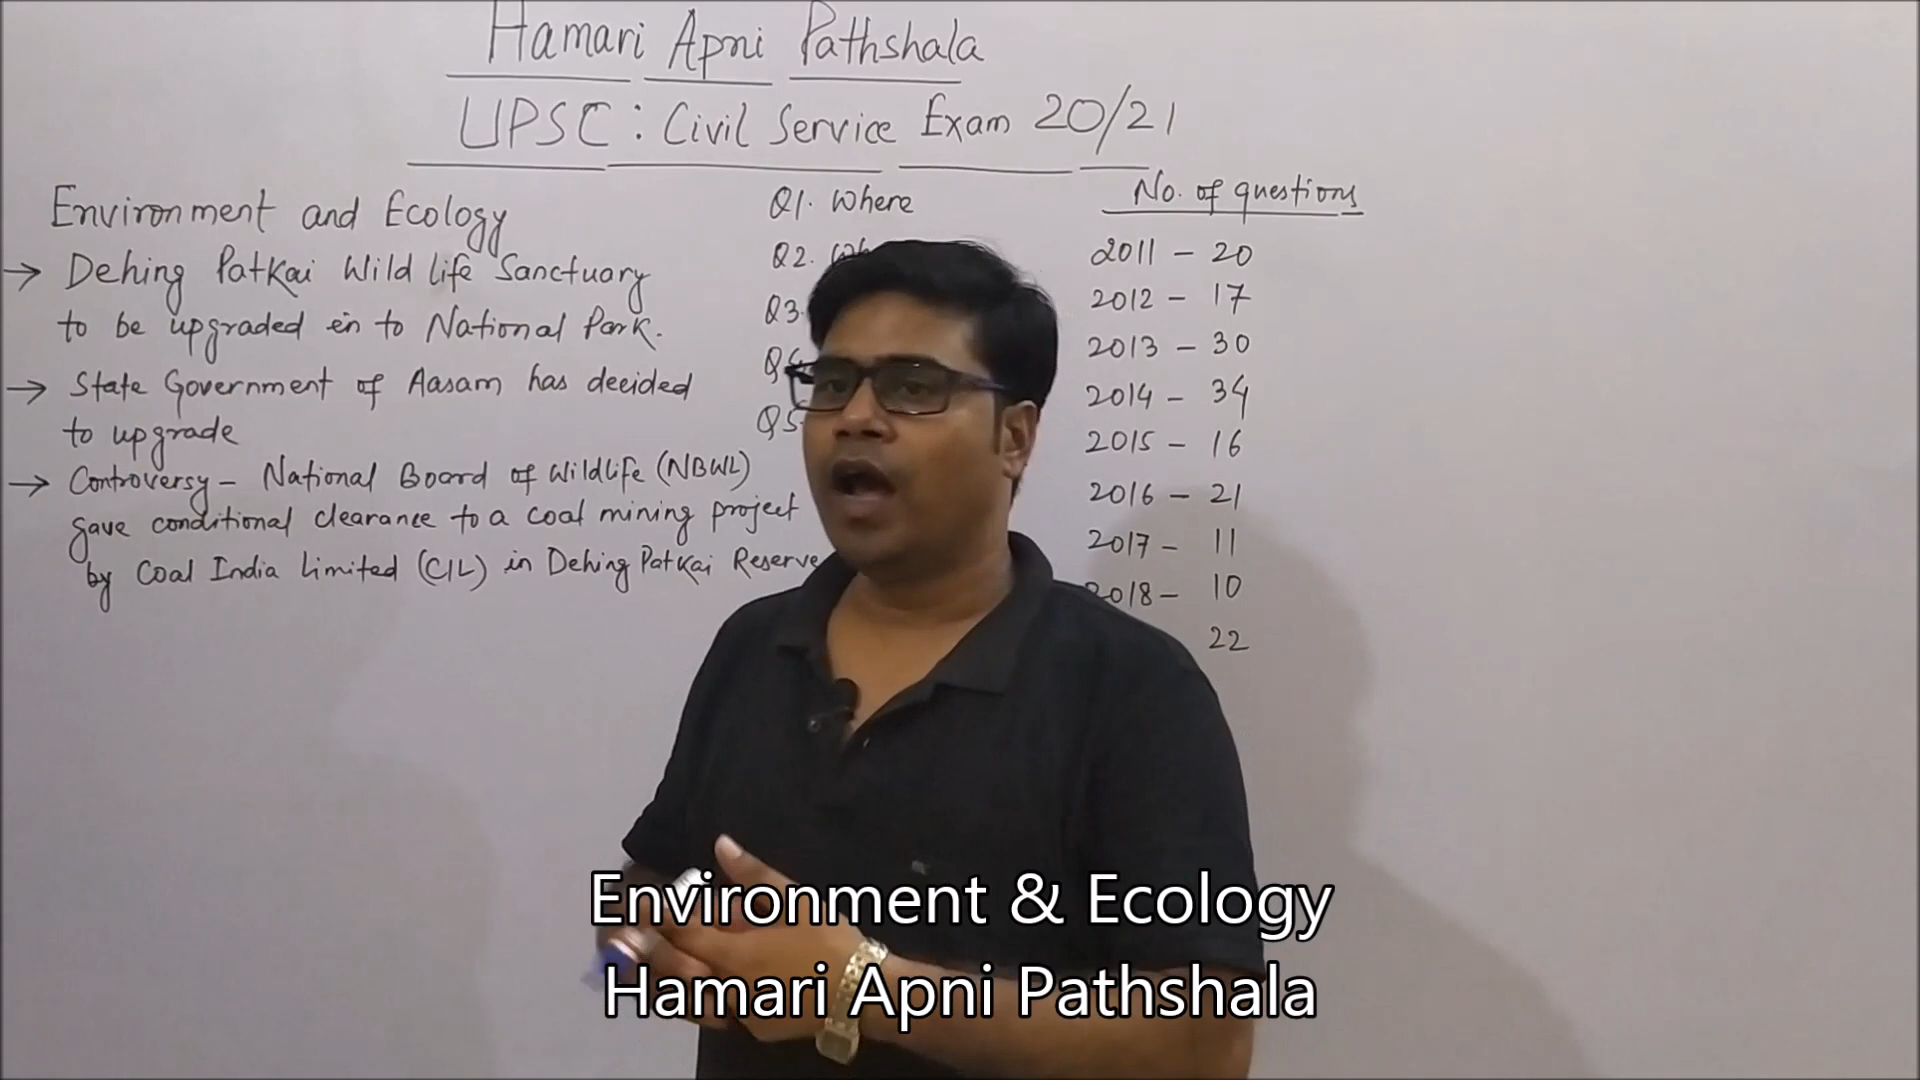 Hamari Apni Pathshala
UPSC: Civil Service Exam 20/21
Environment and Ecology
→ Dehing Patkai Wild life Sanctuary
to be upgraded in to National Park.
→ State Government of Aasam has decided
to upgrade
→ Controversy - National Board of Wildlife (NBWL)
gave conditional clearance to a coal mining project
by Coal India Limited (CIL) in Dehing Patkai Reserve
Q1. Where
Q2.
Q3.
Q5.
No. of questions
2011 - 20
2012 - 17
2013 - 30
2014 - 34
2015 - 16
2016 - 21
2017 - 11
2018 - 10
22
Environment & Ecology
Hamari Apni Pathshala